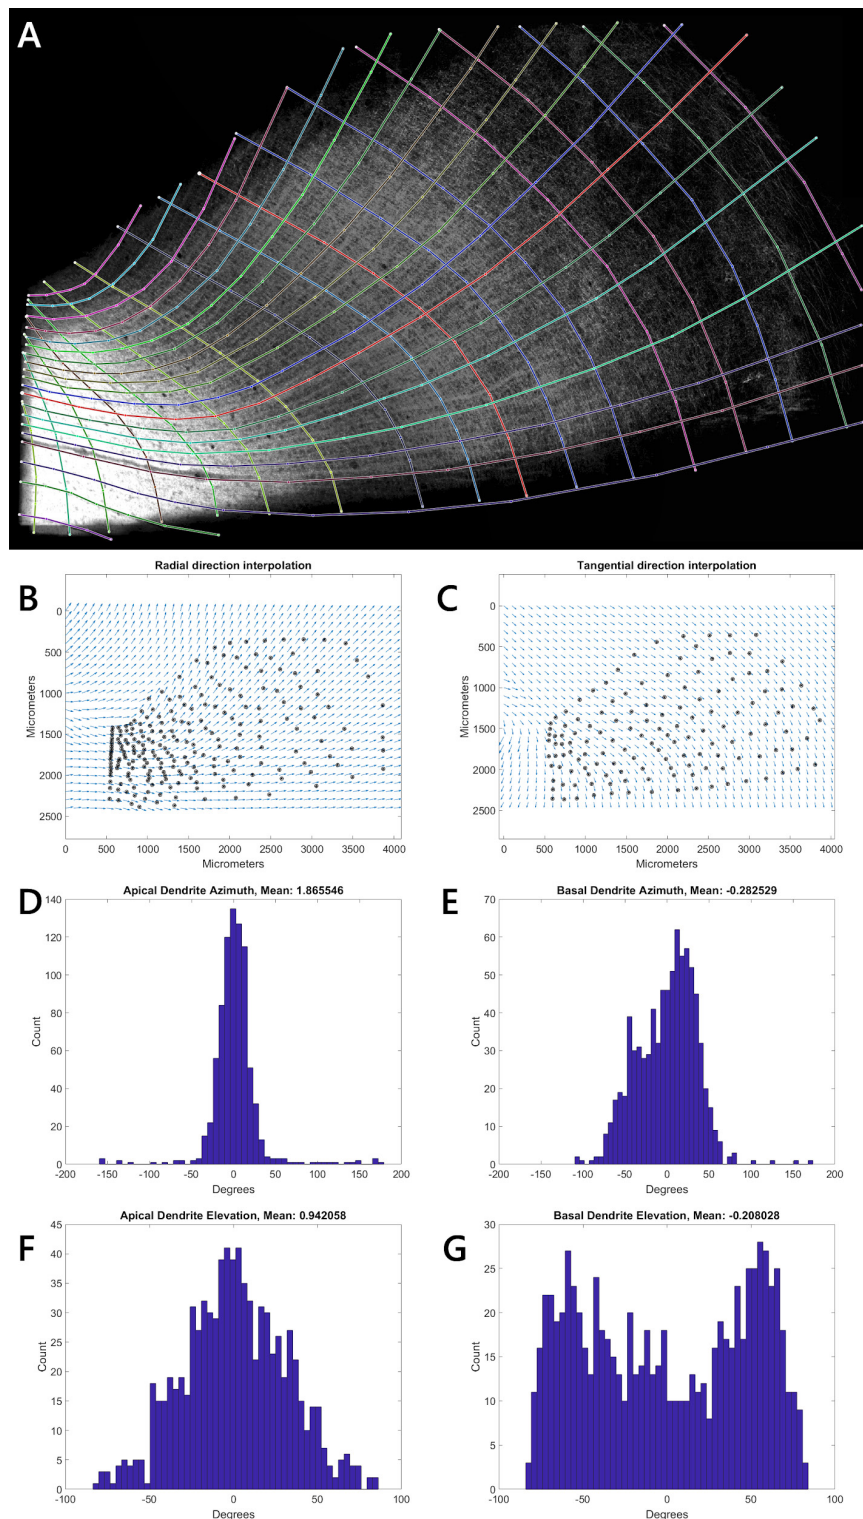 A
B
Radial direction interpolation
0
500
1000
1500
2000
2500
Micrometers
0 500 1000 1500 2000 2500 3000 3500 4000
Micrometers
C
Tangential direction interpolation
0
500
1000
1500
2000
2500
Micrometers
0 500 1000 1500 2000 2500 3000 3500 4000
Micrometers
D
Apical Dendrite Azimuth, Mean: 1.865546
140
120
100
80
60
40
20
0
Count
-200 -150 -100 -50 0 50 100 150 200
Degrees
E
Basal Dendrite Azimuth, Mean: -0.282529
70
60
50
40
30
20
10
0
Count
-200 -150 -100 -50 0 50 100 150 200
Degrees
F
Apical Dendrite Elevation, Mean: 0.942058
45
40
35
30
25
20
15
10
5
0
Count
-100 -50 0 50 100
Degrees
G
Basal Dendrite Elevation, Mean: -0.208028
30
25
20
15
10
5
0
Count
-100 -50 0 50 100
Degrees